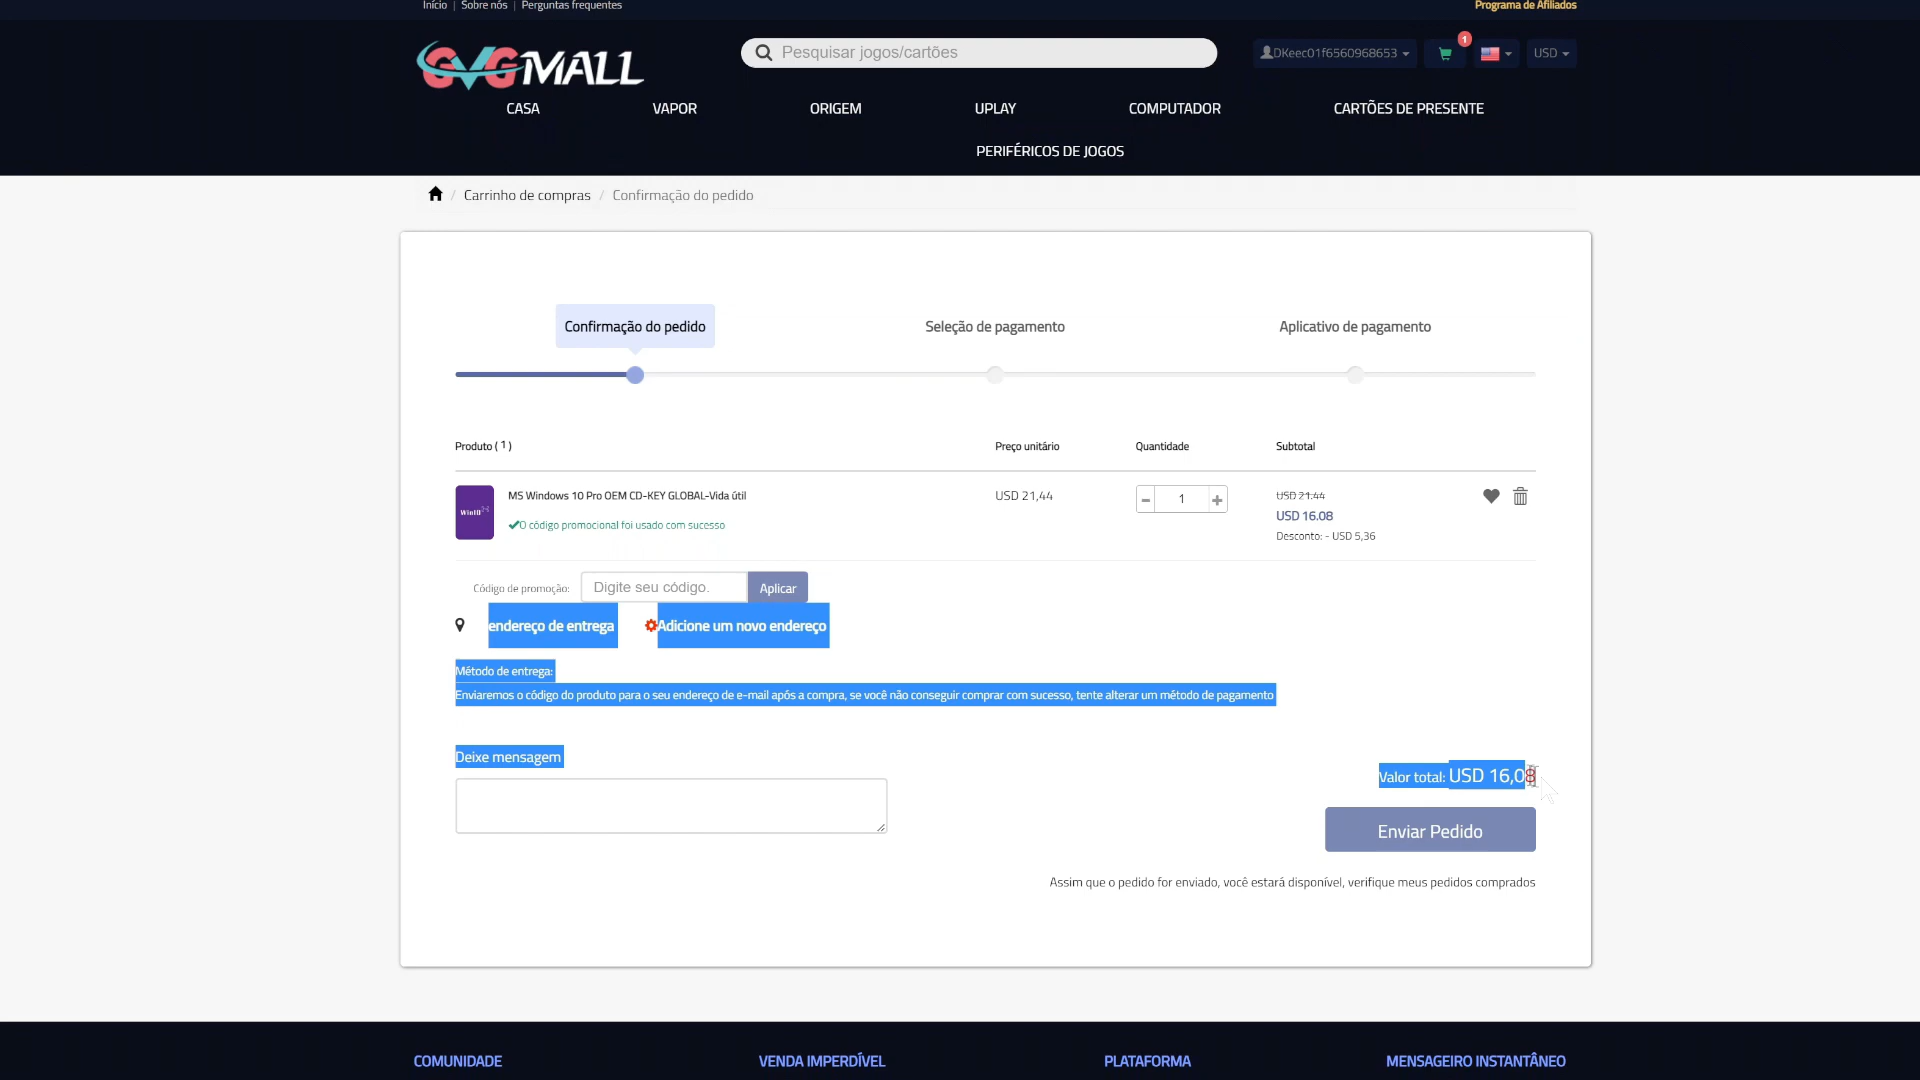 Início | Sobre nós | Perguntas frequentes
Programa de Afiliados
GVGMALL
Pesquisar jogos/cartões
DKeec01f6560968653
1
USD
CASA
VAPOR
ORIGEM
UPLAY
COMPUTADOR
CARTÕES DE PRESENTE
PERIFÉRICOS DE JOGOS
/ Carrinho de compras / Confirmação do pedido
Confirmação do pedido
Seleção de pagamento
Aplicativo de pagamento
Produto ( 1 )
Preço unitário
Quantidade
Subtotal
Win10
MS Windows 10 Pro OEM CD-KEY GLOBAL-Vida útil
USD 21,44
1
USD 21.44
USD 16.08
O código promocional foi usado com sucesso
Desconto: - USD 5,36
Código de promoção:
Digite seu código.
Aplicar
endereço de entrega
Adicione um novo endereço
Método de entrega:
Enviaremos o código do produto para o seu endereço de e-mail após a compra, se você não conseguir comprar com sucesso, tente alterar um método de pagamento
Deixe mensagem
Valor total: USD 16,08
Enviar Pedido
Assim que o pedido for enviado, você estará disponível, verifique meus pedidos comprados
COMUNIDADE
VENDA IMPERDÍVEL
PLATAFORMA
MENSAGEIRO INSTANTÂNEO